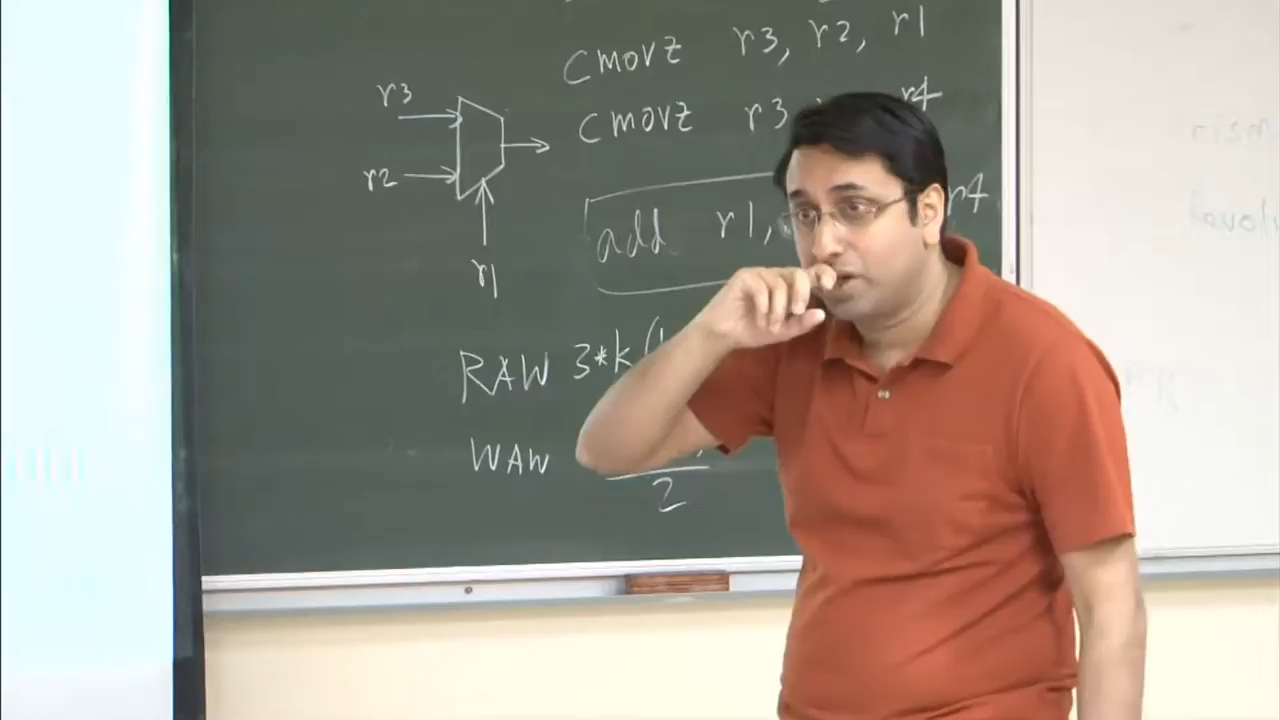 cmovz r3, r2, r1
cmovz r3 r4
r3
r2
r1
add r1, r4
RAW 3*k(
WAW
2